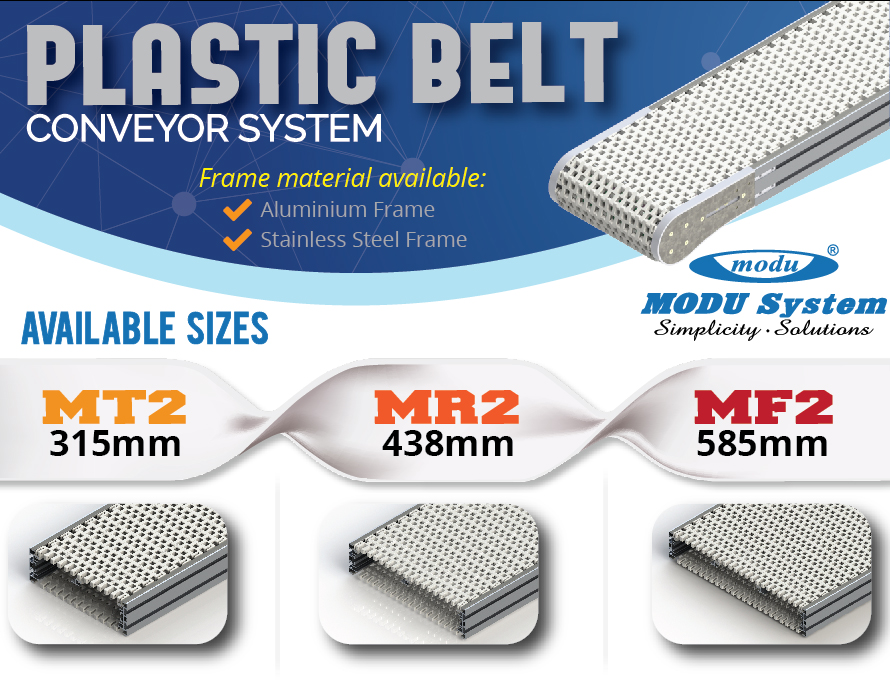 PLASTIC BELT
CONVEYOR SYSTEM
Frame material available:
Aluminium Frame
Stainless Steel Frame
modu®
MODU System
Simplicity · Solutions
AVAILABLE SIZES
MT2
315mm
MR2
438mm
MF2
585mm